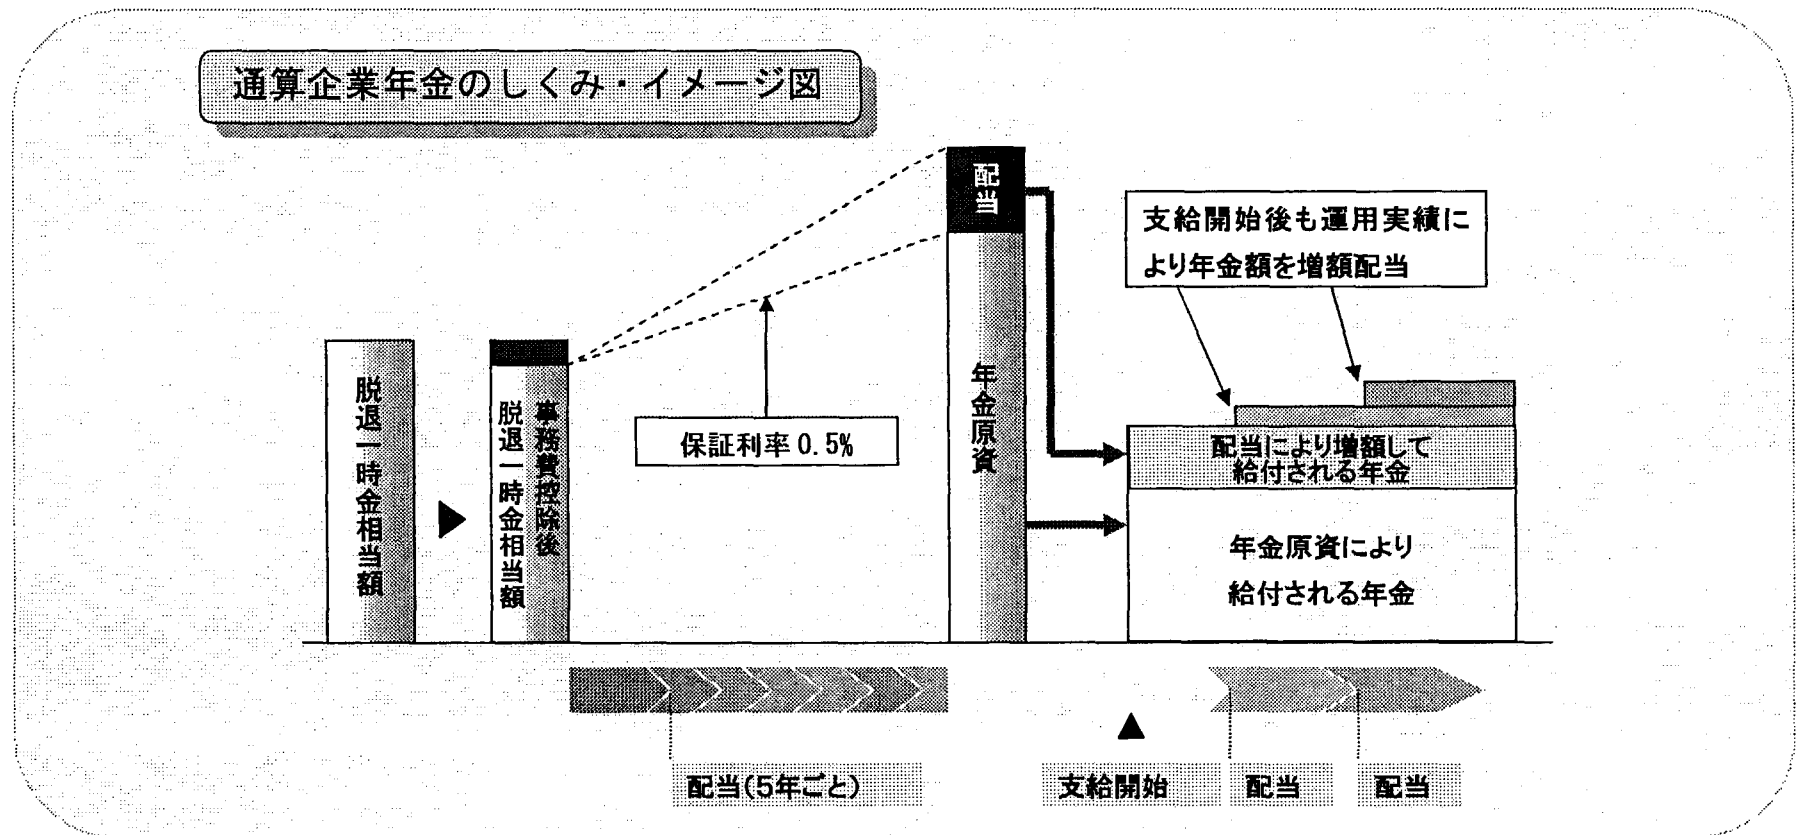 通算企業年金のしくみ・イメージ図
配当
支給開始後も運用実績に
より年金額を増額配当
脱退一時金相当額
事務費控除後
脱退一時金相当額
保証利率0.5%
年金原資
配当により増額して
給付される年金
年金原資により
給付される年金
配当(5年ごと)
支給開始
配当
配当